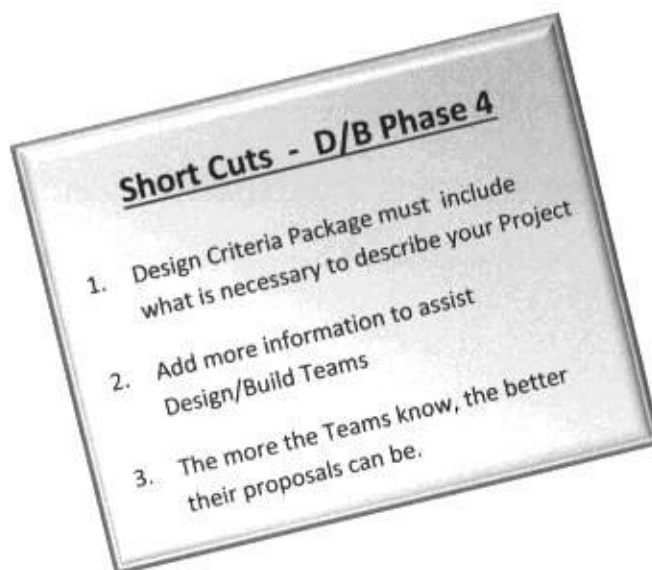 Short Cuts - D/B Phase 4
1. Design Criteria Package must include
what is necessary to describe your Project
2. Add more information to assist
Design/Build Teams
3. The more the Teams know, the better
their proposals can be.